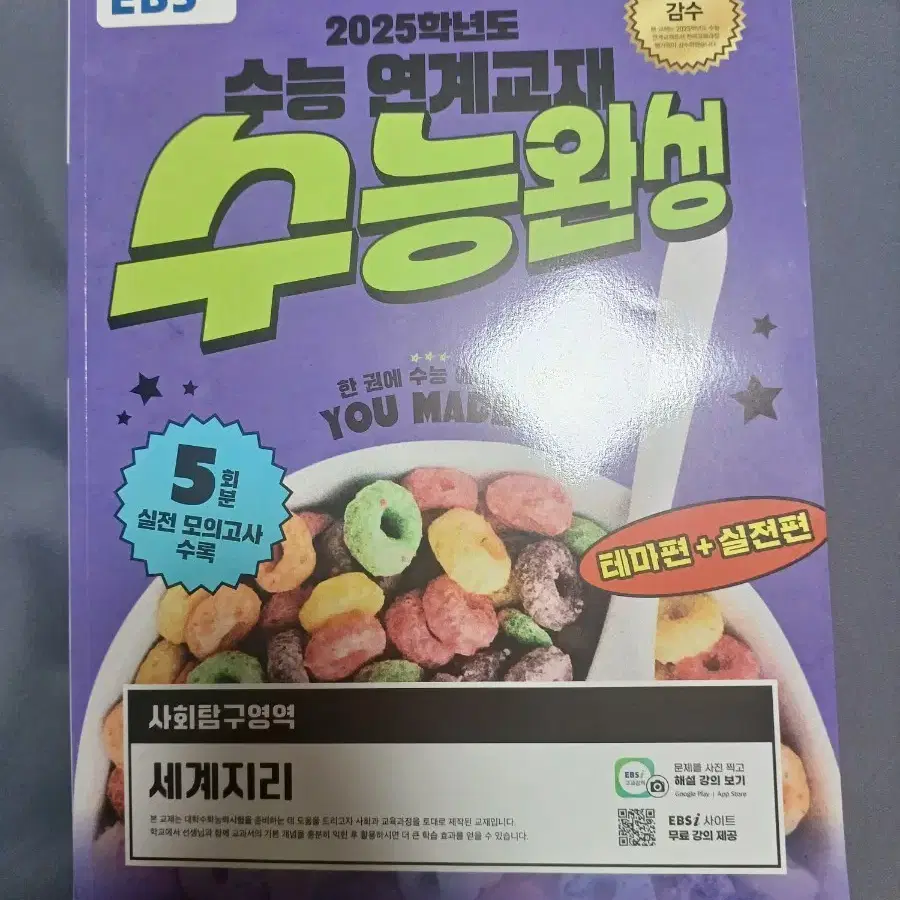 EBS
2025학년도
수능 연계교재
수능완성
감수
한 권에 수능
YOU
5회분
실전 모의고사
수록
테마편 + 실전편
사회탐구영역
세계지리
본 교재는 대학수학능력시험을 준비하는 데 도움을 드리고자 사회과 교육과정을 토대로 제작된 교재입니다.
학교에서 선생님과 함께 교과서의 기본 개념을 충분히 익힌 후 활용하시면 더 큰 학습 효과를 얻을 수 있습니다.
EBSi
고교강의
문제를 사진 찍고
해설 강의 보기
Google Play | App Store
EBSi 사이트
무료 강의 제공